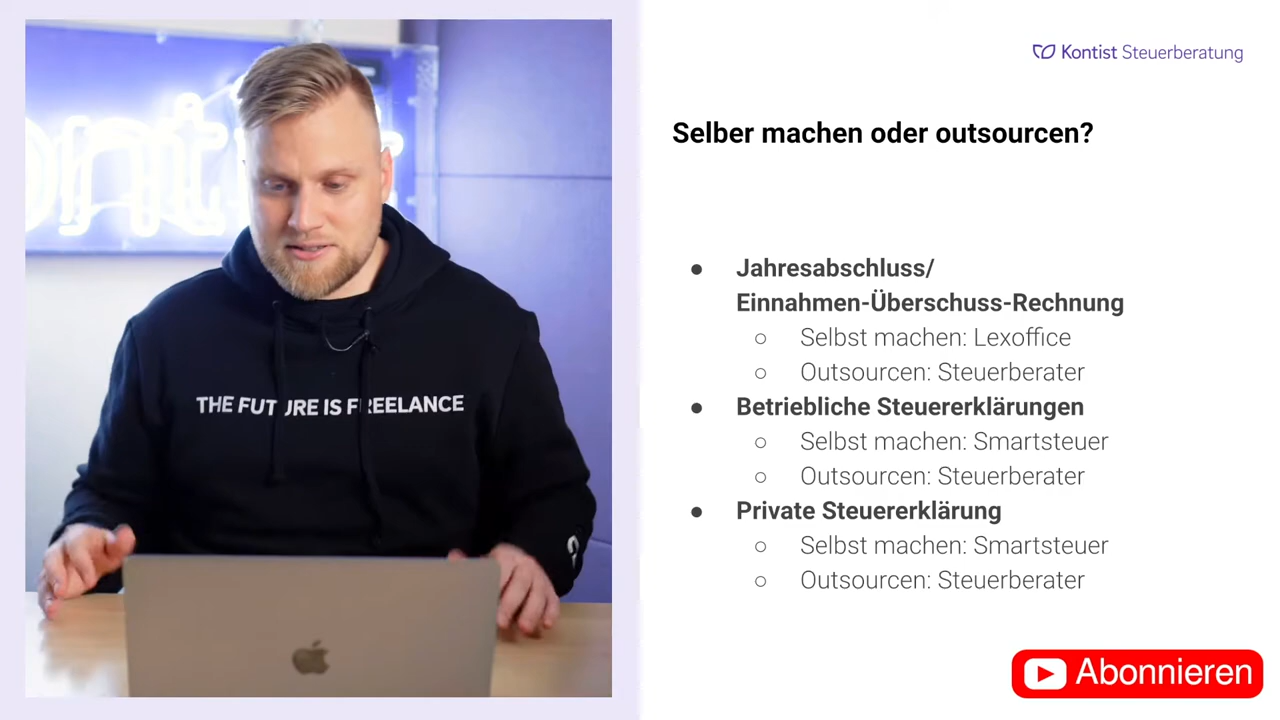 Kontist Steuerberatung
Selber machen oder outsourcen?
Jahresabschluss/
Einnahmen-Überschuss-Rechnung
Selbst machen: Lexoffice
Outsourcen: Steuerberater
Betriebliche Steuererklärungen
Selbst machen: Smartsteuer
Outsourcen: Steuerberater
Private Steuererklärung
Selbst machen: Smartsteuer
Outsourcen: Steuerberater
THE FUTURE IS FREELANCE
Abonnieren